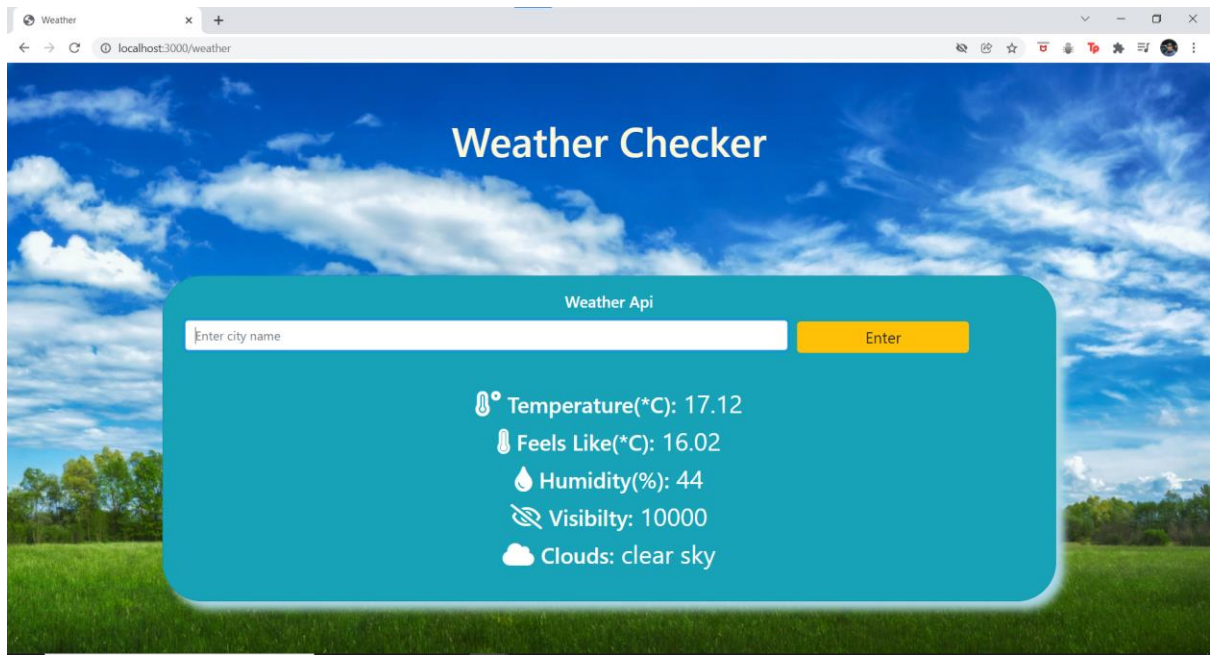 Weather
localhost:3000/weather
Weather Checker
Weather Api
Enter city name
Enter
Temperature(*C): 17.12
Feels Like(*C): 16.02
Humidity(%): 44
Visibilty: 10000
Clouds: clear sky